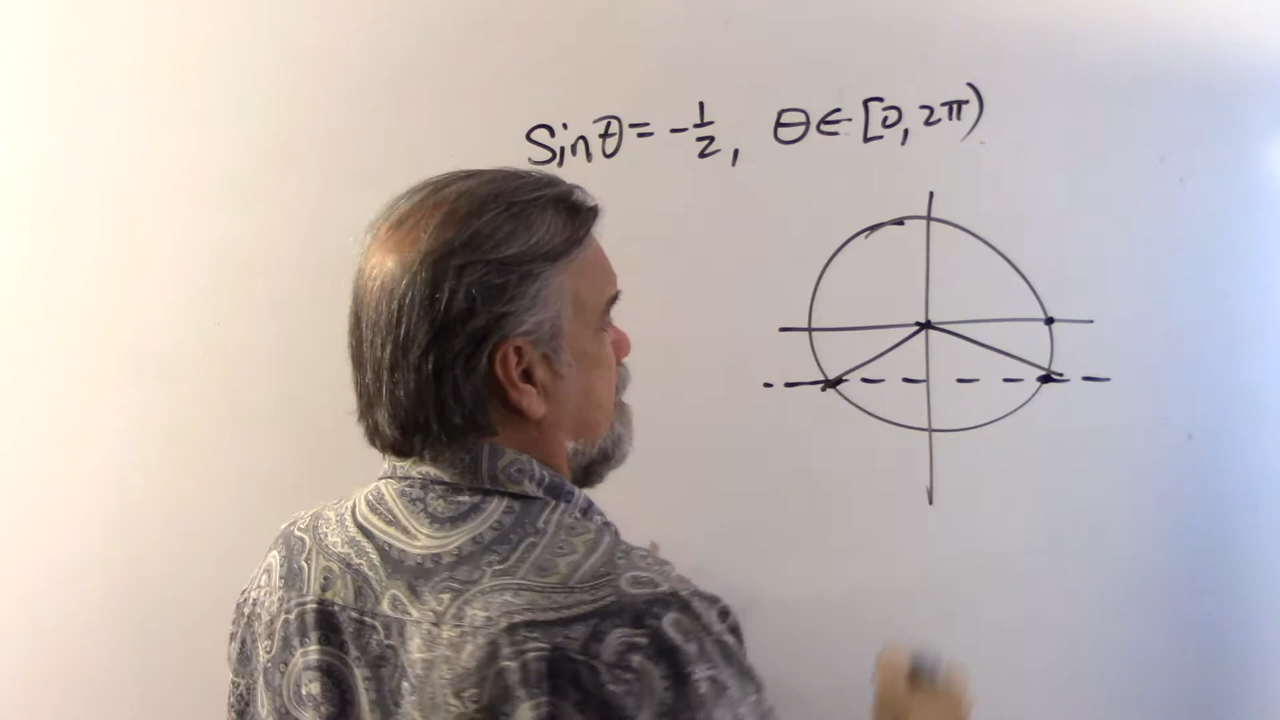 Sinθ = -1/2, θ ∈ [0, 2π)